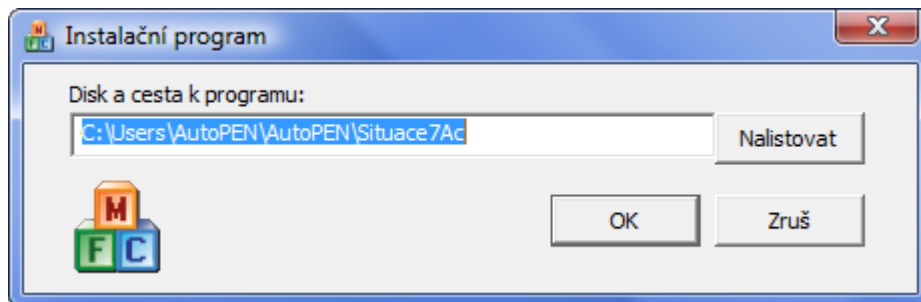 Instalační program
Disk a cesta k programu:
C:\Users\AutoPEN\AutoPEN\Situace7Ac
Nalistovat
M
F C
OK
Zruš